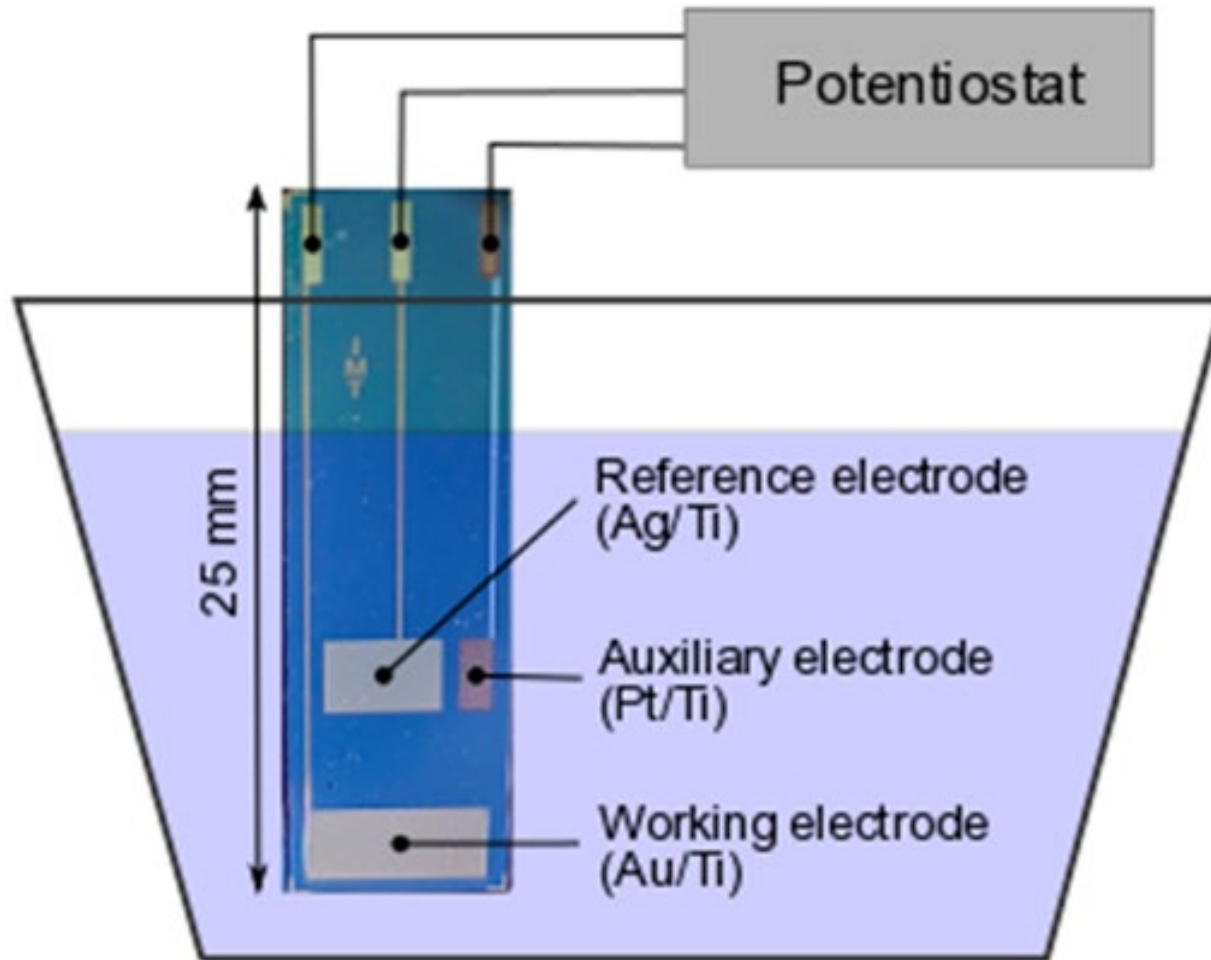 Potentiostat
I
M
T
25 mm
Reference electrode
(Ag/Ti)
Auxiliary electrode
(Pt/Ti)
Working electrode
(Au/Ti)